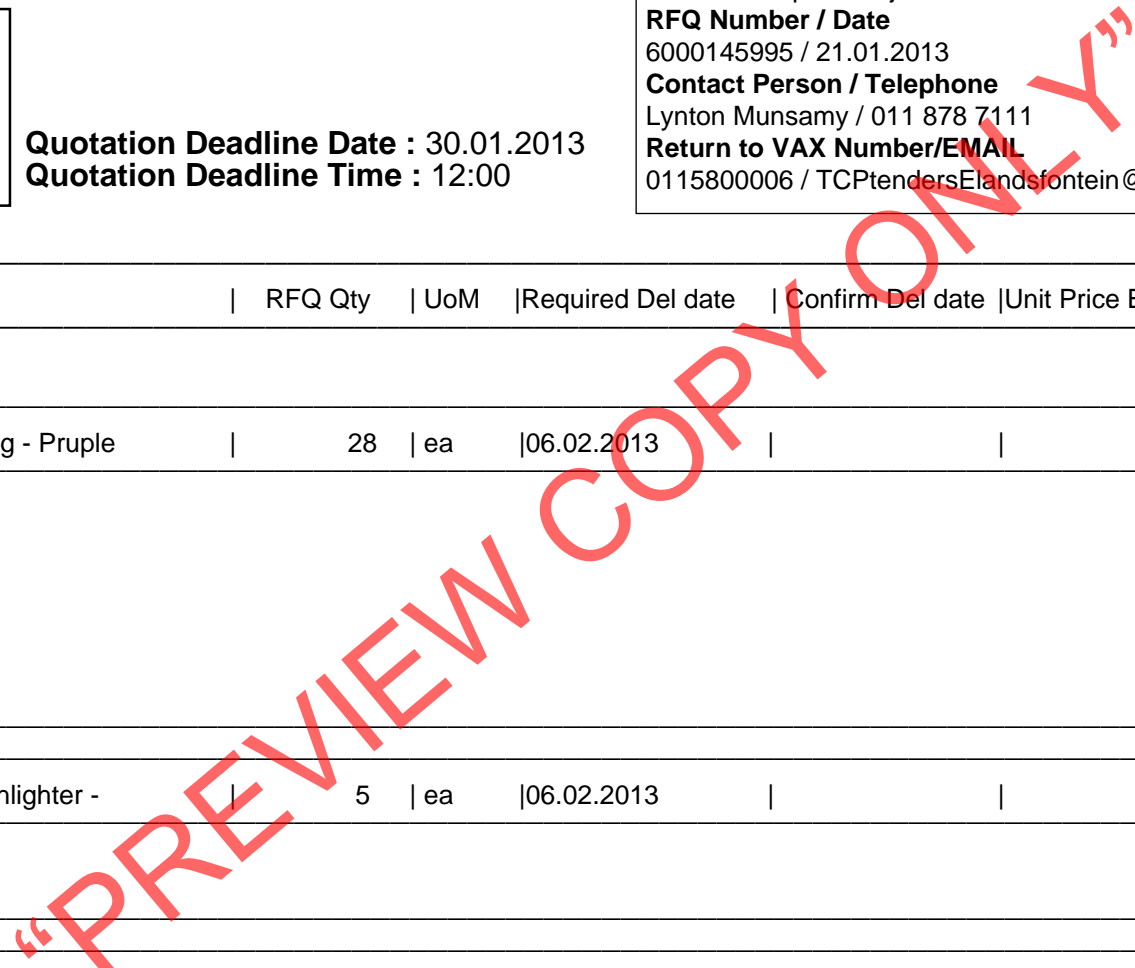 RFQ Number / Date
6000145995 / 21.01.2013
Contact Person / Telephone
Lynton Munsamy / 011 878 7111
Return to VAX Number/EMAIL
0115800006 / TCPtendersElandsfontein@
Quotation Deadline Date : 30.01.2013
Quotation Deadline Time : 12:00
| RFQ Qty | UoM |Required Del date | Confirm Del date |Unit Price E
g - Pruple | 28 | ea |06.02.2013 | |
hlighter - | 5 | ea |06.02.2013 | |
“PREVIEW COPY ONLY”